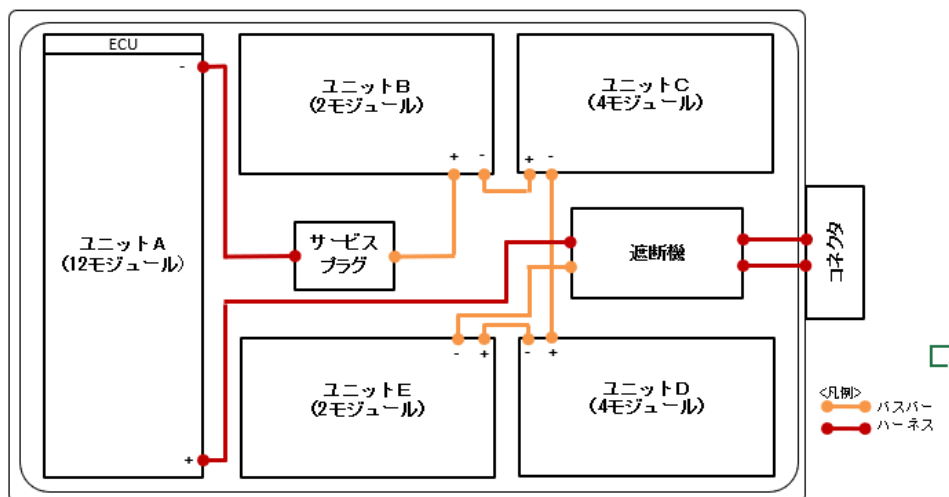 ECU
-
ユニットA
(12モジュール)
+
ユニットB
(2モジュール)
+ -
ユニットC
(4モジュール)
+ -
サービス
プラグ
遮断機
コネクタ
- +
ユニットE
(2モジュール)
- +
ユニットD
(4モジュール)
<凡例>
バスバー
ハーネス